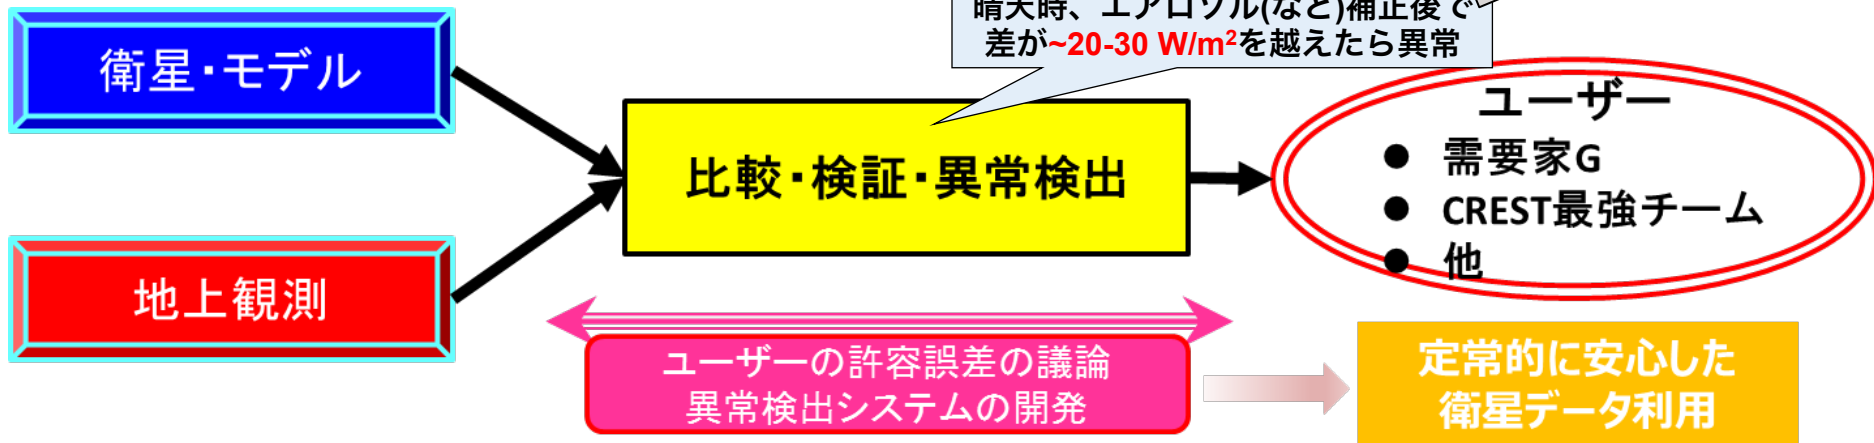 晴天時、エアロゾル(など)補正後で
差が~20-30 W/m²を越えたら異常
衛星・モデル
地上観測
比較・検証・異常検出
ユーザー
● 需要家G
● CREST最強チーム
● 他
ユーザーの許容誤差の議論
異常検出システムの開発
定常的に安心した
衛星データ利用